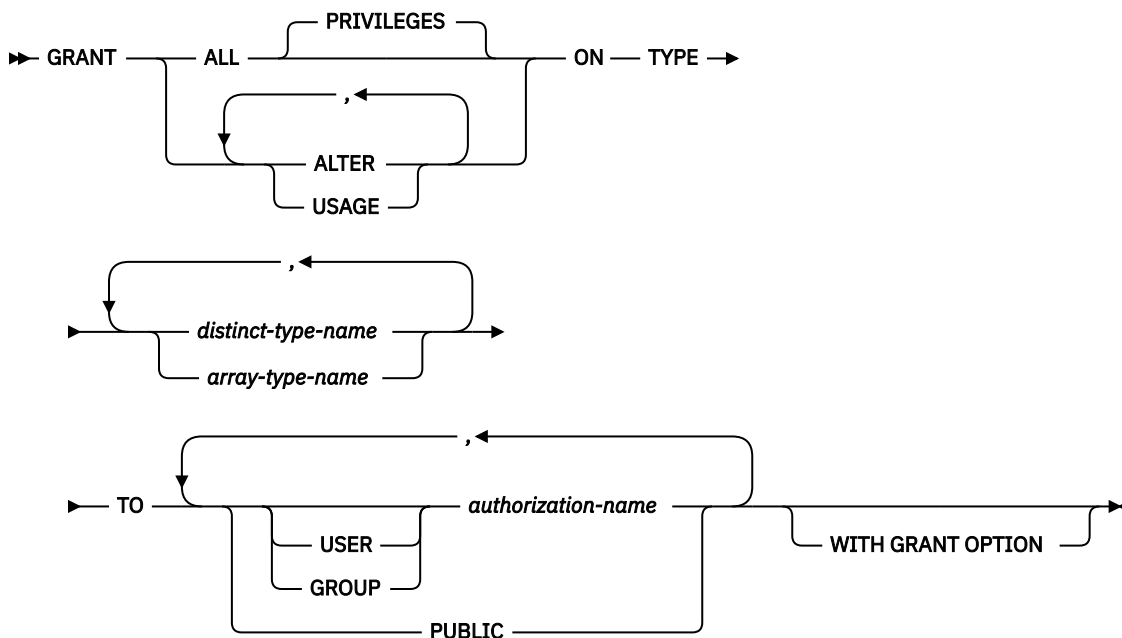 PRIVILEGES
GRANT ALL ON TYPE
,
ALTER
USAGE
,
distinct-type-name
array-type-name
,
TO authorization-name
USER WITH GRANT OPTION
GROUP
PUBLIC